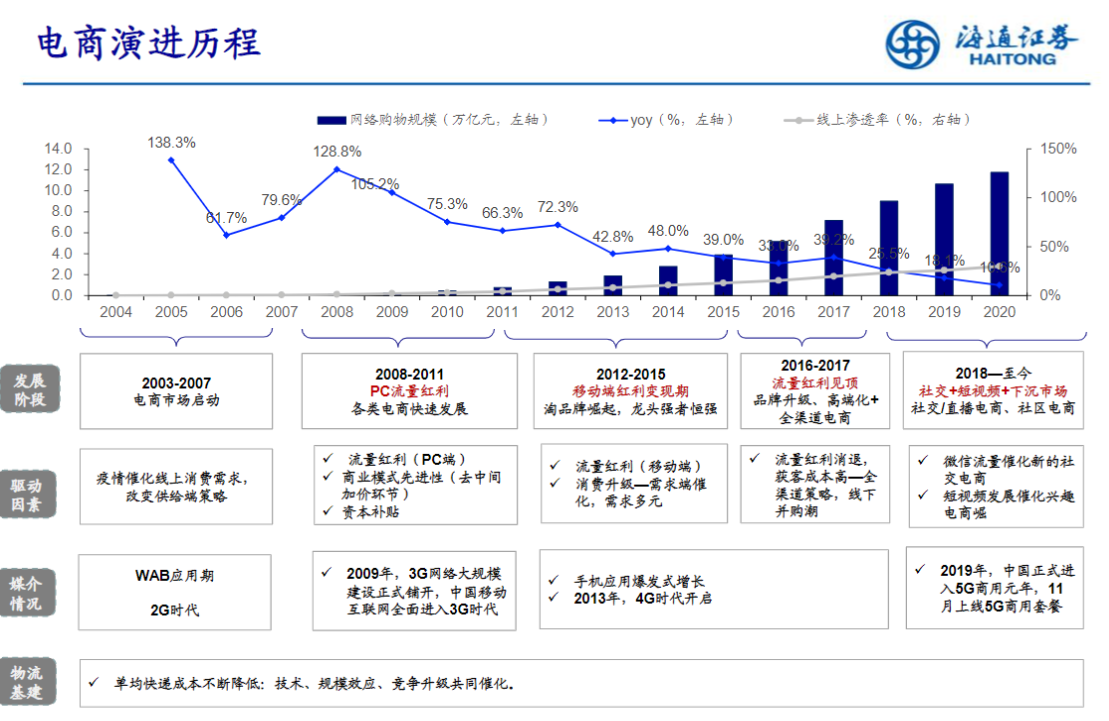 电商演进历程
海通证券
HAITONG
网络购物规模（万亿元，左轴）
yoy（%，左轴）
线上渗透率（%，右轴）
14.0
12.0
10.0
8.0
6.0
4.0
2.0
0.0
138.3%
61.7%
79.6%
128.8%
105.2%
75.3%
66.3%
72.3%
42.8%
48.0%
39.0%
33.0%
39.2%
25.5%
18.1%
150%
100%
50%
0%
2004 2005 2006 2007 2008 2009 2010 2011 2012 2013 2014 2015 2016 2017 2018 2019 2020
发展
阶段
2003-2007
电商市场启动
2008-2011
PC流量红利
各类电商快速发展
2012-2015
移动端红利变现期
淘品牌崛起，龙头强者恒强
2016-2017
流量红利见顶
品牌升级、高端化+
全渠道电商
2018—至今
社交+短视频+下沉市场
社交/直播电商、社区电商
驱动
因素
疫情催化线上消费需求，
改变供给端策略
✓ 流量红利（PC端）
✓ 商业模式先进性（去中间
加价环节）
✓ 资本补贴
✓ 流量红利（移动端）
✓ 消费升级—需求端催
化，需求多元
✓ 流量红利消退，
获客成本高—全
渠道策略，线下
并购潮
✓ 微信流量催化新的社
交电商
✓ 短视频发展催化兴趣
电商崛
媒介
情况
WAB应用期
2G时代
✓ 2009年，3G网络大规模
建设正式铺开，中国移动
互联网全面进入3G时代
✓ 手机应用爆发式增长
✓ 2013年，4G时代开启
✓ 2019年，中国正式进
入5G商用元年，11
月上线5G商用套餐
物流
基建
✓ 单均快递成本不断降低：技术、规模效应、竞争升级共同催化。